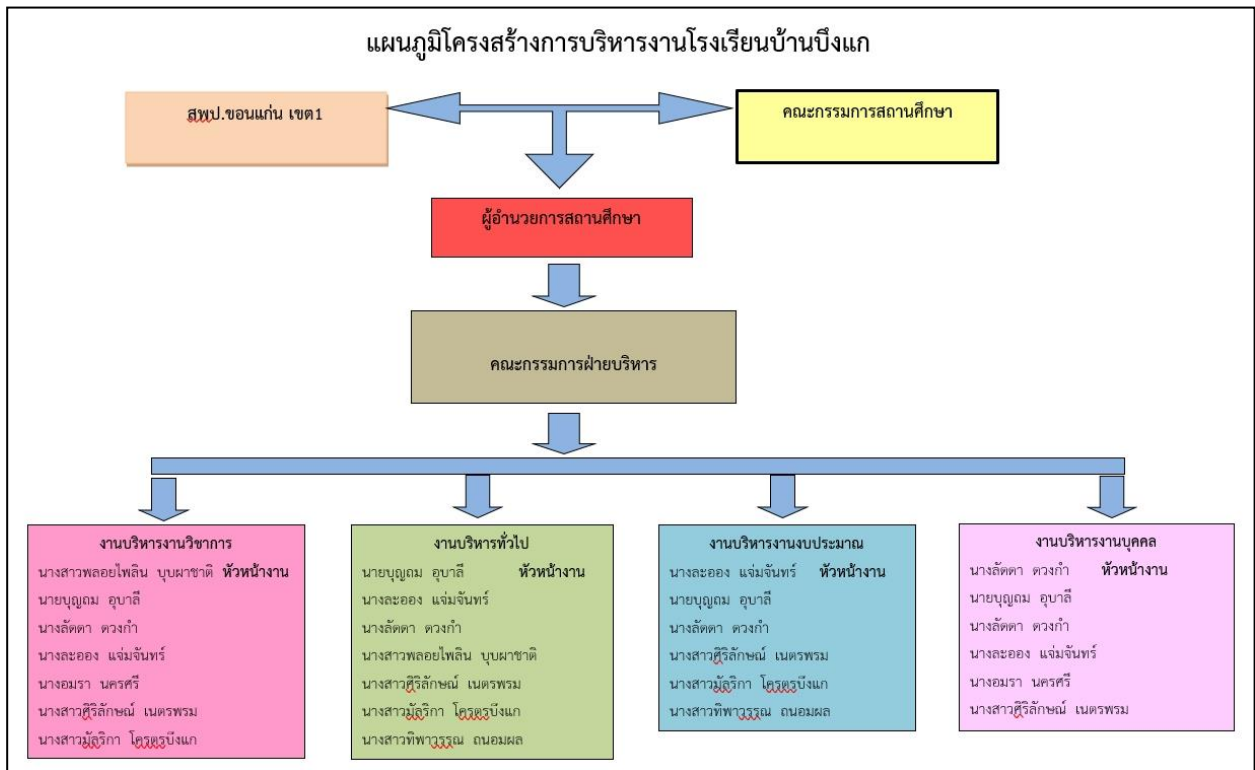 แผนภูมิโครงสร้างการบริหารงานโรงเรียนบ้านบึงแก
สพป.ขอนแก่น เขต1
คณะกรรมการสถานศึกษา
ผู้อำนวยการสถานศึกษา
คณะกรรมการฝ่ายบริหาร
งานบริหารงานวิชาการ
นางสาวพลอยไพลิน บุบผาชาติ หัวหน้างาน
นายบุญถม อุบาลี
นางลัดดา ดวงกำ
นางละออง แจ่มจันทร์
นางอมรา นครศรี
นางสาวศิริลักษณ์ เนตรพรม
นางสาวมัลริกา โครตรบึงแก
งานบริหารทั่วไป
นายบุญถม อุบาลี หัวหน้างาน
นางละออง แจ่มจันทร์
นางลัดดา ดวงกำ
นางสาวพลอยไพลิน บุบผาชาติ
นางสาวศิริลักษณ์ เนตรพรม
นางสาวมัลริกา โครตรบึงแก
นางสาวทิพาวรรณ ถนอมผล
งานบริหารงานงบประมาณ
นางละออง แจ่มจันทร์ หัวหน้างาน
นายบุญถม อุบาลี
นางลัดดา ดวงกำ
นางสาวศิริลักษณ์ เนตรพรม
นางสาวมัลริกา โครตรบึงแก
นางสาวทิพาวรรณ ถนอมผล
งานบริหารงานบุคคล
นางลัดดา ดวงกำ หัวหน้างาน
นายบุญถม อุบาลี
นางลัดดา ดวงกำ
นางละออง แจ่มจันทร์
นางอมรา นครศรี
นางสาวศิริลักษณ์ เนตรพรม